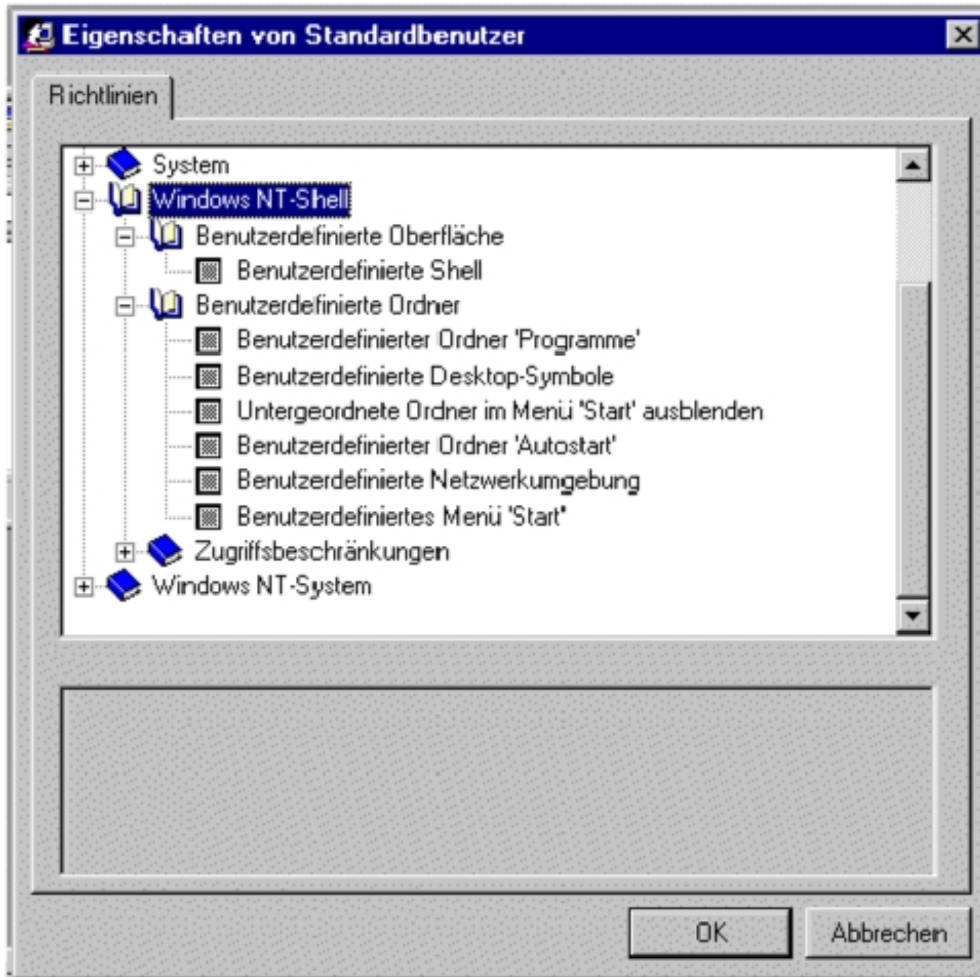 Eigenschaften von Standardbenutzer
Richtlinien
System
Windows NT-Shell
Benutzerdefinierte Oberfläche
Benutzerdefinierte Shell
Benutzerdefinierte Ordner
Benutzerdefinierter Ordner 'Programme'
Benutzerdefinierte Desktop-Symbole
Untergeordnete Ordner im Menü 'Start' ausblenden
Benutzerdefinierter Ordner 'Autostart'
Benutzerdefinierte Netzwerkumgebung
Benutzerdefiniertes Menü 'Start''
Zugriffsbeschränkungen
Windows NT-System
OK
Abbrechen